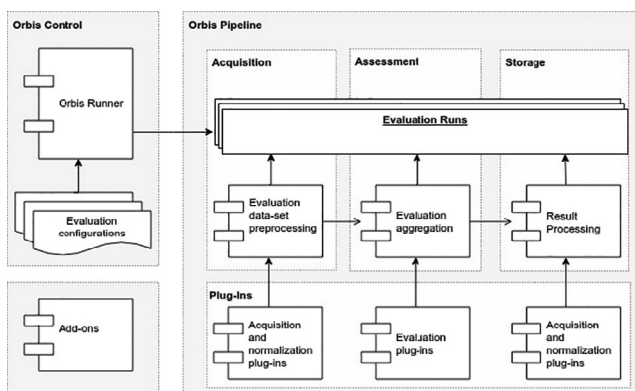 Orbis Control
Orbis Runner
Evaluation
configurations
Add-ons
Orbis Pipeline
Acquisition
Assessment
Storage
Evaluation Runs
Evaluation
data-set
preprocessing
Evaluation
aggregation
Result
Processing
Plug-Ins
Acquisition
and
normalization
plug-ins
Evaluation
plug-ins
Acquisition
and
normalization
plug-ins